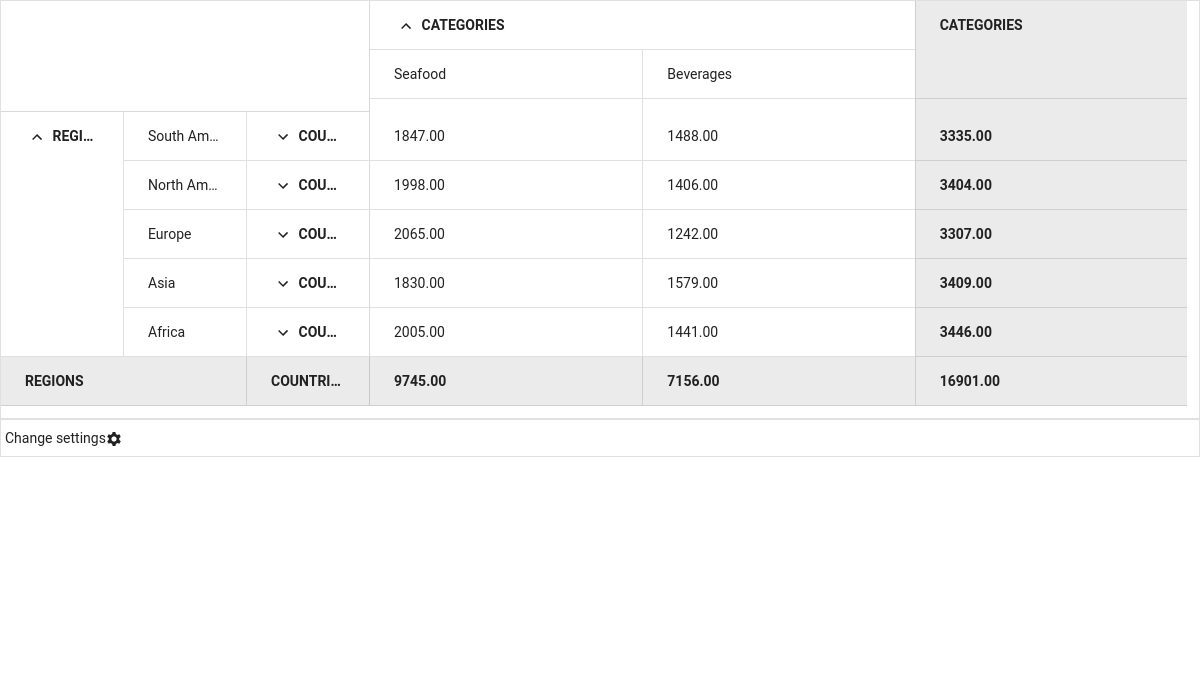 CATEGORIES CATEGORIES
Seafood Beverages
REGI... South Am... COU... 1847.00 1488.00 3335.00
North Am... COU... 1998.00 1406.00 3404.00
Europe COU... 2065.00 1242.00 3307.00
Asia COU... 1830.00 1579.00 3409.00
Africa COU... 2005.00 1441.00 3446.00
REGIONS COUNTRI... 9745.00 7156.00 16901.00
Change settings